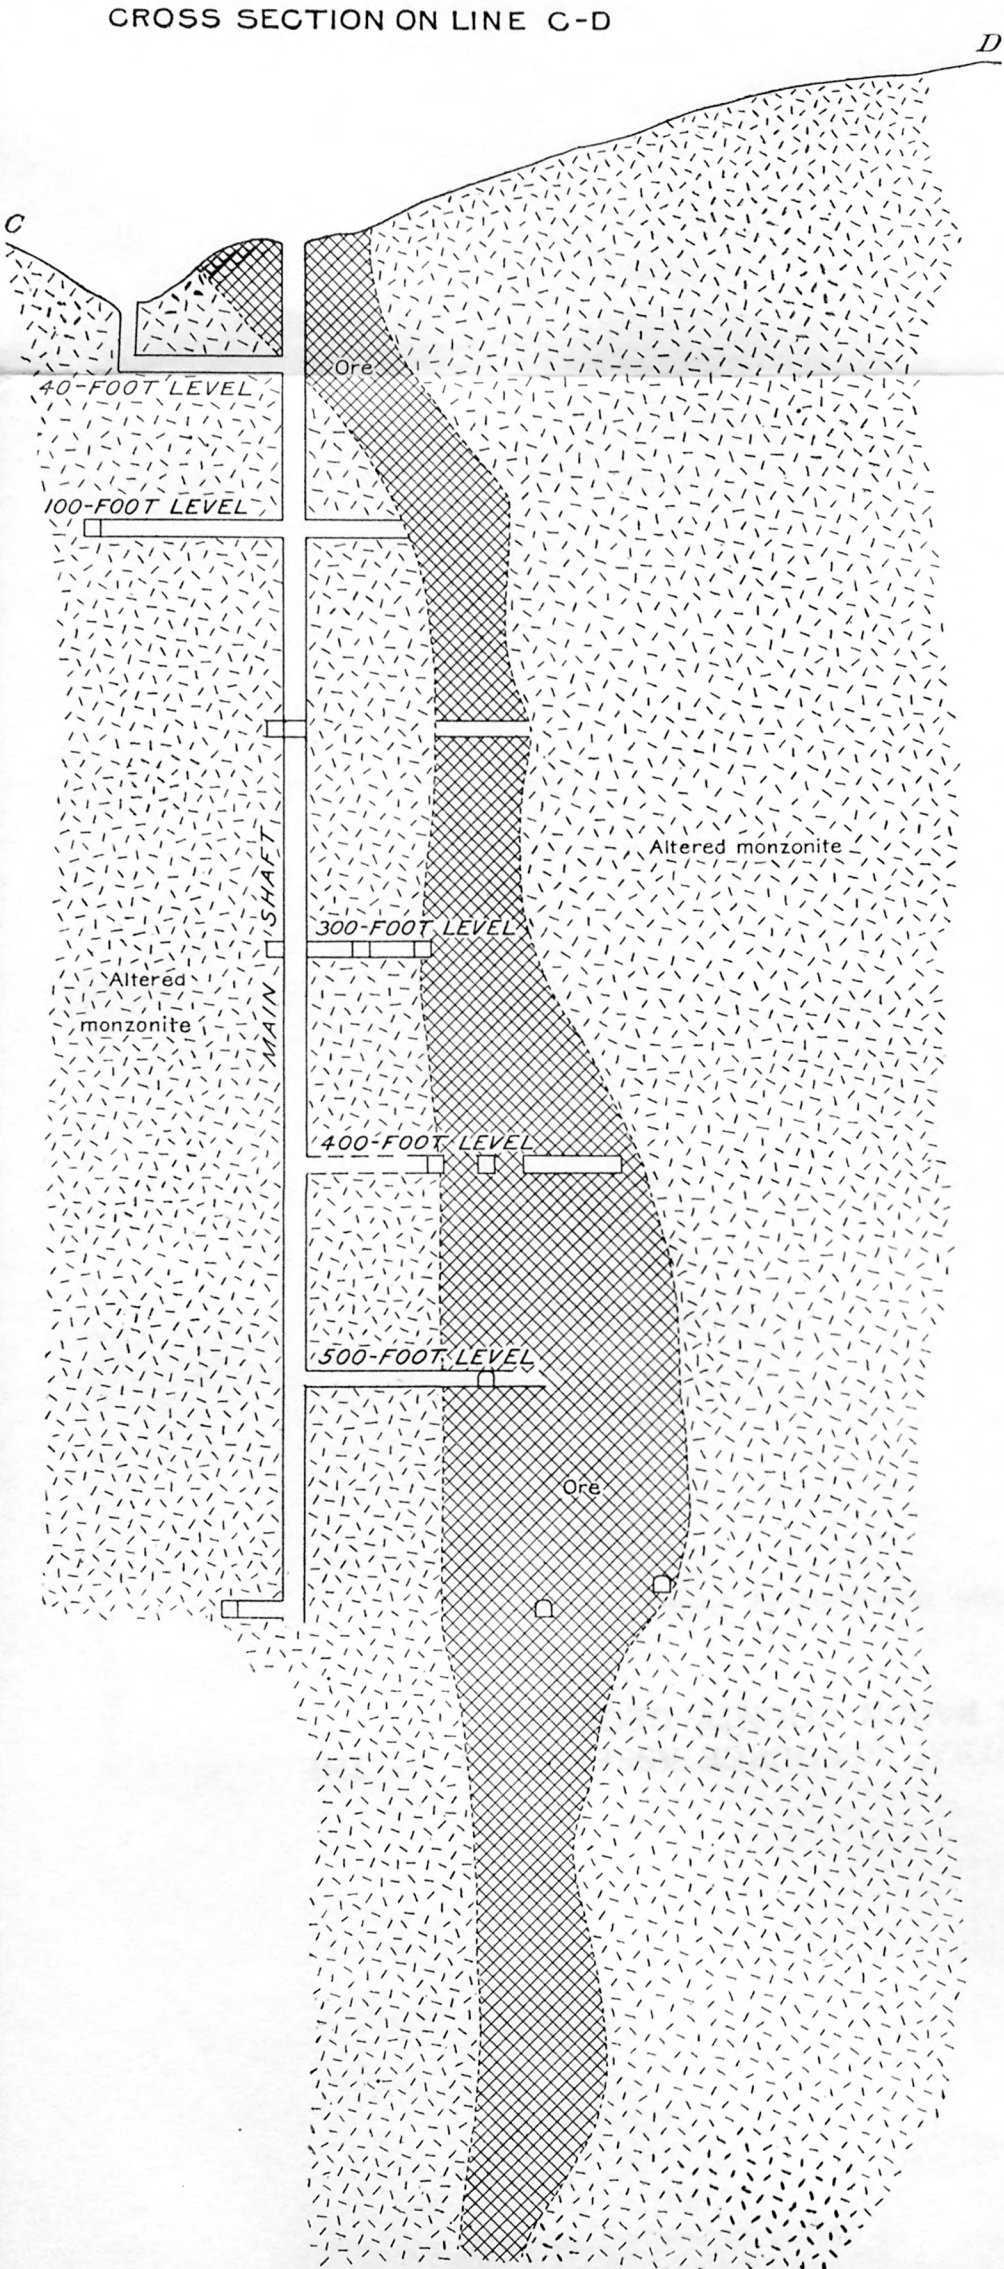 CROSS SECTION ON LINE C-D
D
C
Ore
40-FOOT LEVEL
100-FOOT LEVEL
Altered monzonite
MAIN SHAFT
300-FOOT LEVEL
Altered
monzonite
400-FOOT LEVEL
500-FOOT LEVEL
Ore